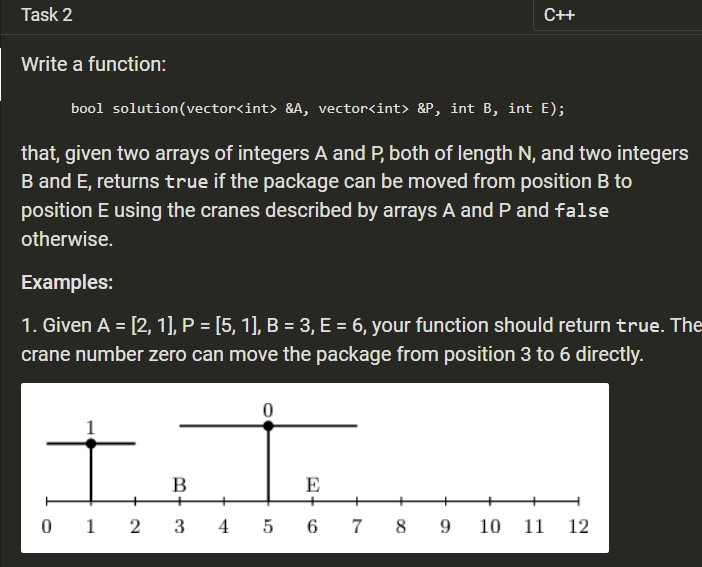 Task 2
C++
Write a function:
bool solution(vector<int> &A, vector<int> &P, int B, int E);
that, given two arrays of integers A and P, both of length N, and two integers
B and E, returns true if the package can be moved from position B to
position E using the cranes described by arrays A and P and false
otherwise.
Examples:
1. Given A = [2, 1], P = [5, 1], B = 3, E = 6, your function should return true. The
crane number zero can move the package from position 3 to 6 directly.
0
1
B E
0 1 2 3 4 5 6 7 8 9 10 11 12